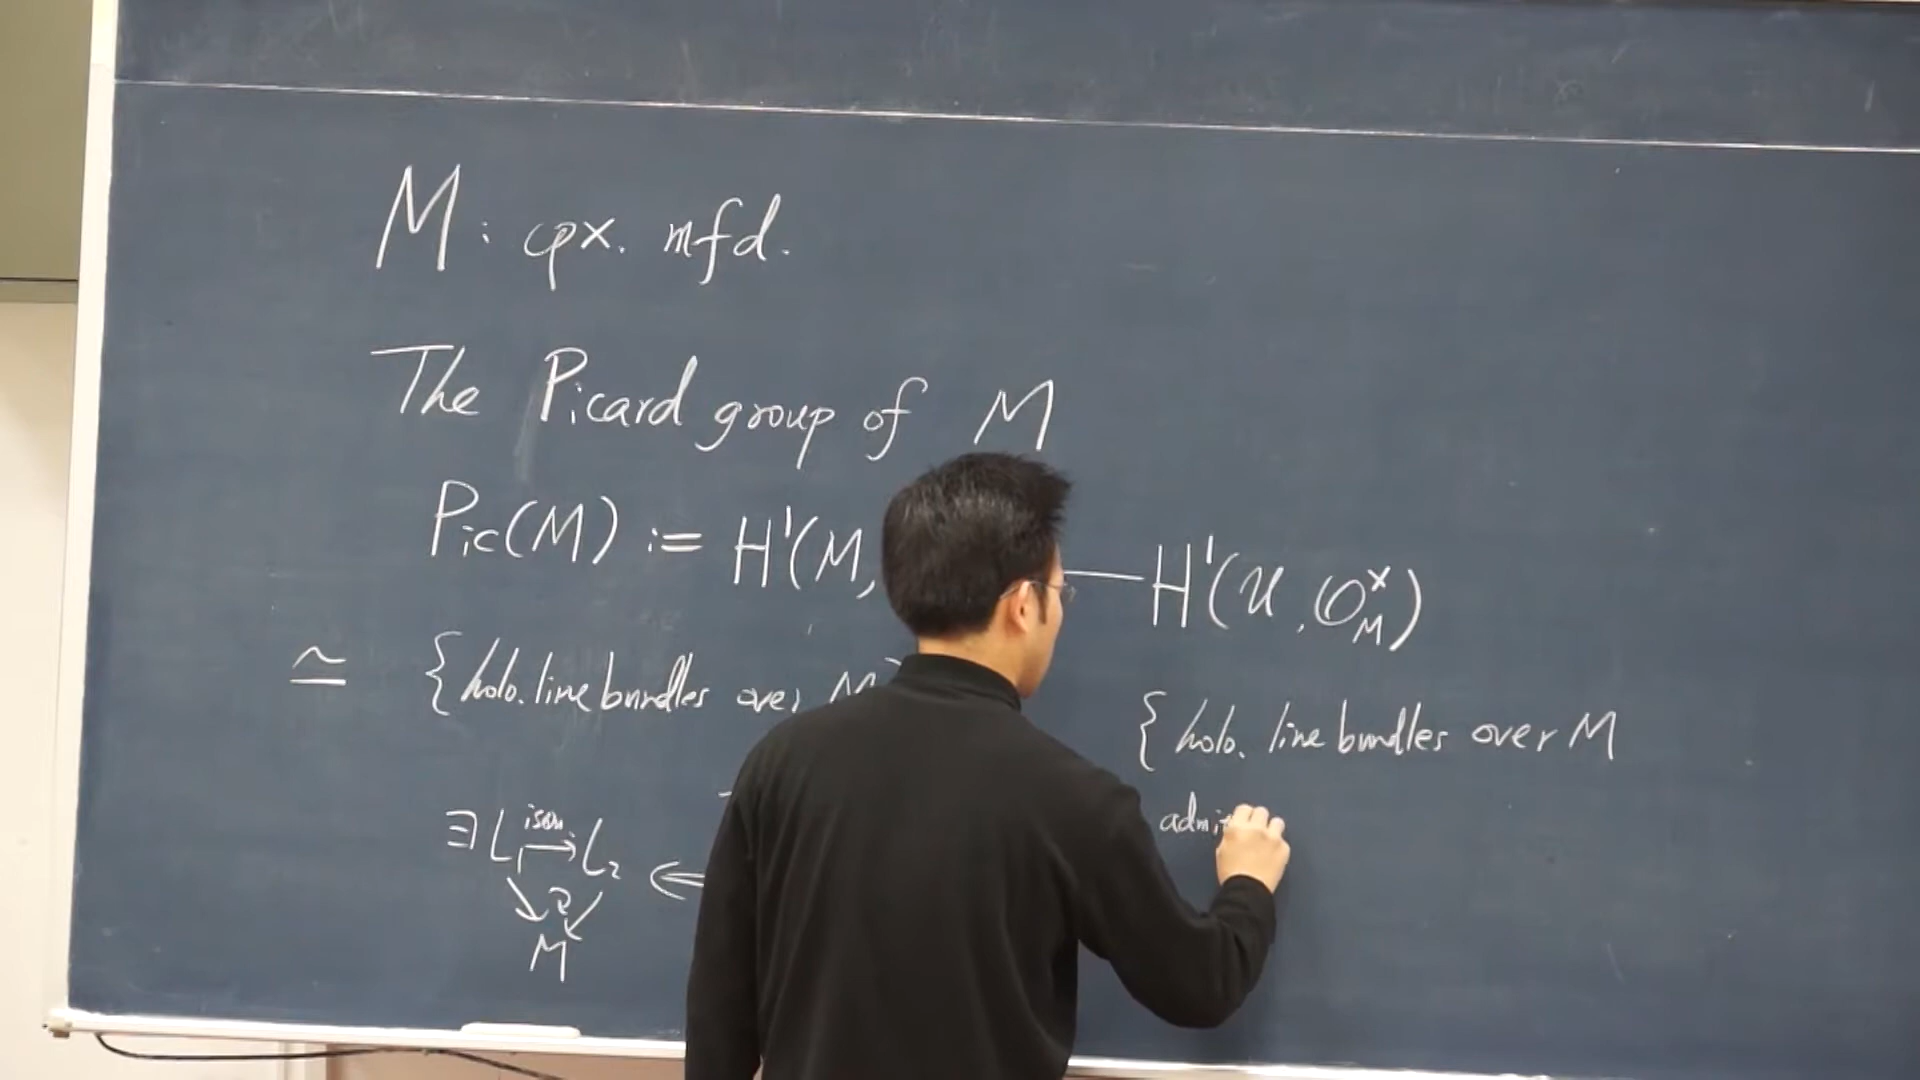 M : cpx. mfd.
The Picard group of M
Pic(M) := H¹(M, — H¹(𝒰, 𝒪_M^×)
≃ {holo. line bundles over M
{holo. line bundles over M
admi
∃ L₁ isom → L₂ ⇐
↘ ↻ ↙
M